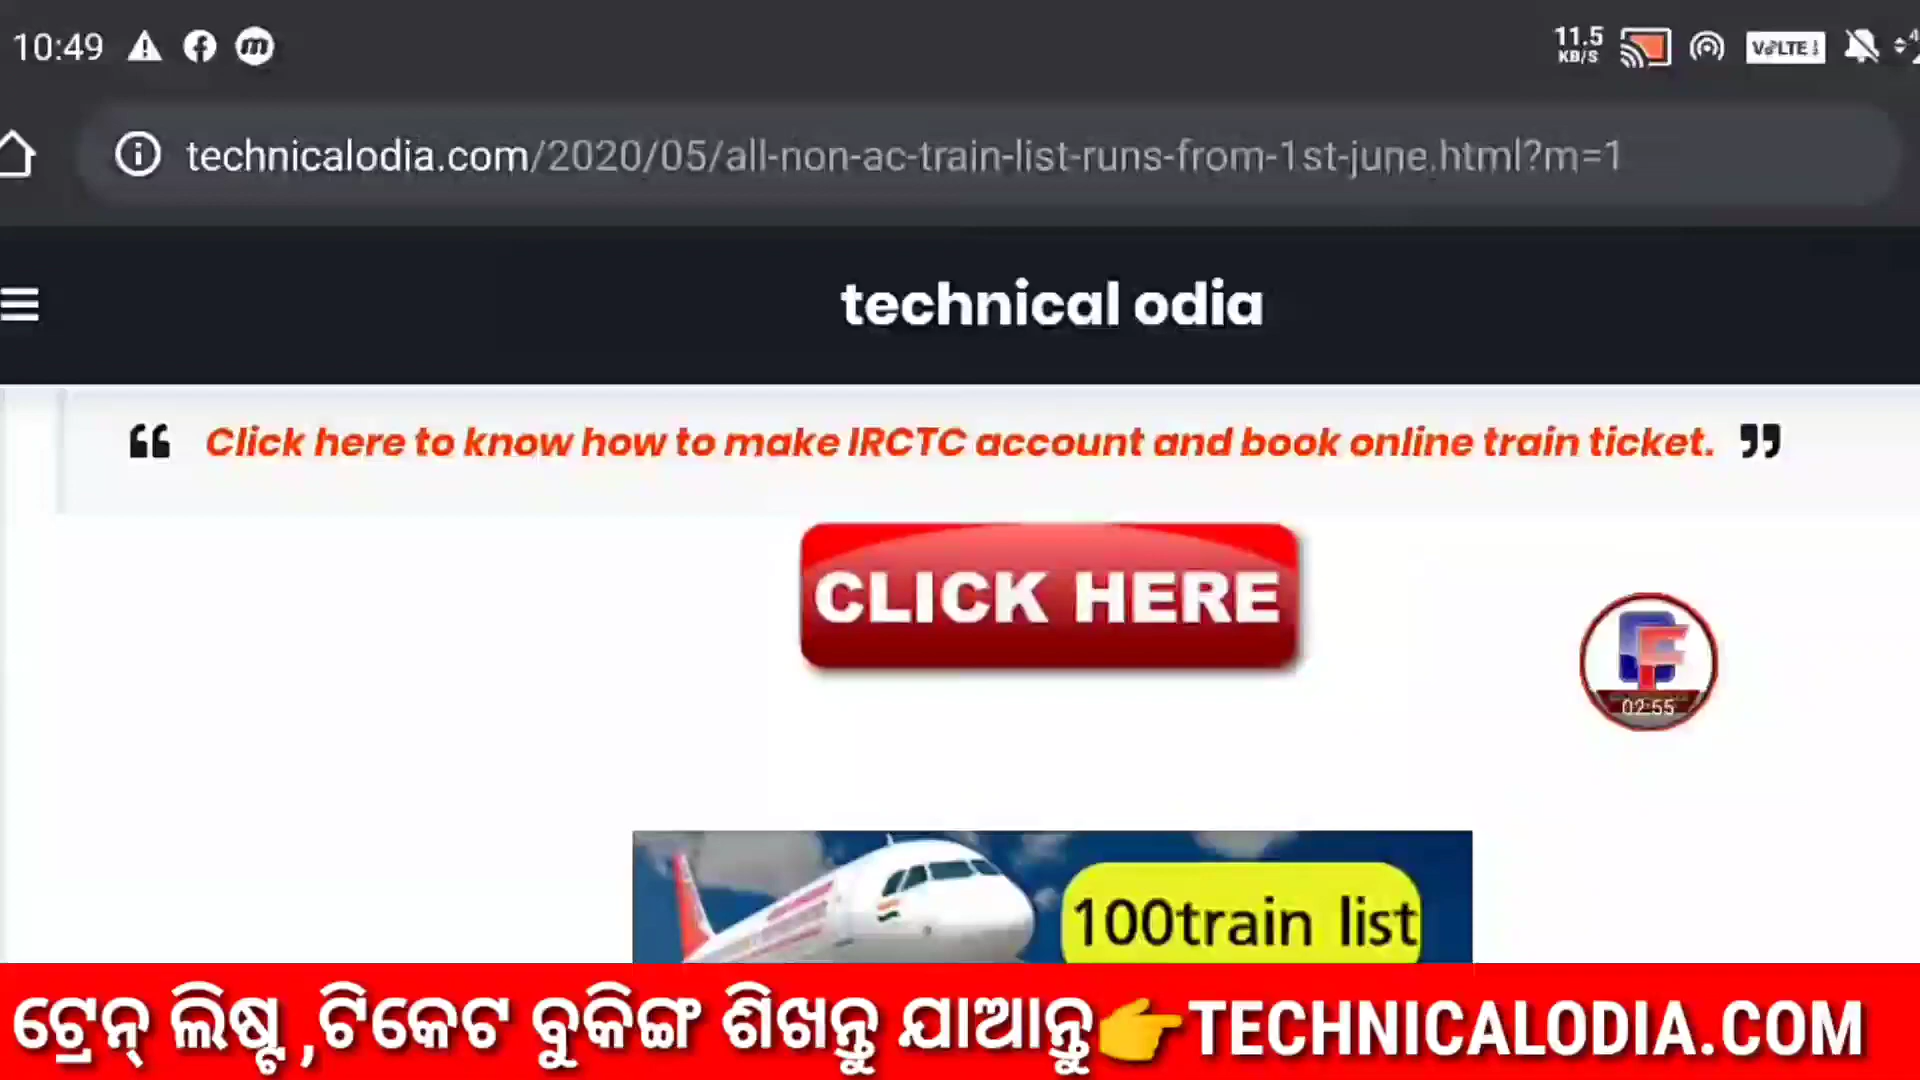 10:49
11.5 KB/S
VoLTE
technicalodia.com/2020/05/all-non-ac-train-list-runs-from-1st-june.html?m=1
technical odia
“ Click here to know how to make IRCTC account and book online train ticket. ”
CLICK HERE
02:55
100train list
ଟ୍ରେନ୍ ଲିଷ୍ଟ ,ଟିକେଟ ବୁକିଙ୍ଗ ଶିଖନ୍ତୁ ଯାଆନ୍ତୁ👉TECHNICALODIA.COM